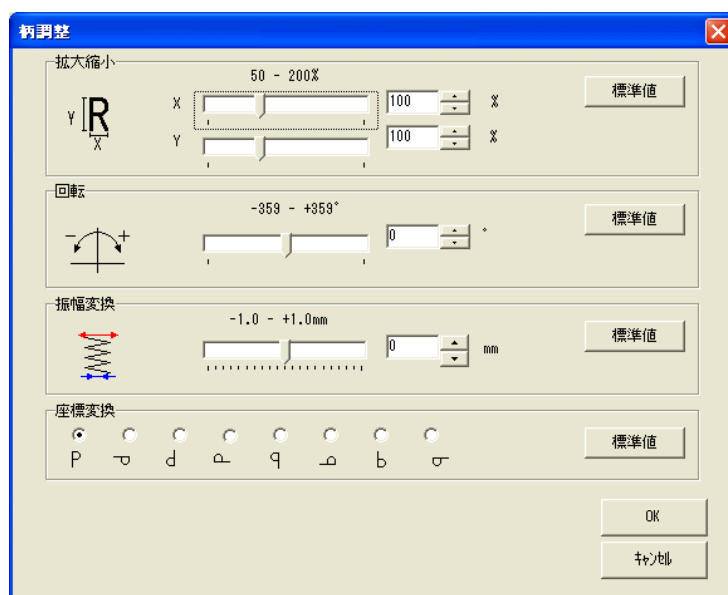 柄調整
拡大縮小
50 - 200%
Y R X
X 100 %
Y 100 %
標準値
回転
-359 - +359°
- +
0 °
標準値
振幅変換
-1.0 - +1.0mm
0 mm
標準値
座標変換
標準値
P
OK
ｷｬﾝｾﾙ